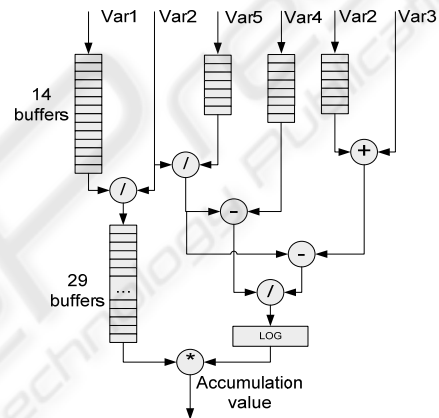 Var1 Var2 Var5 Var4 Var2 Var3
14
buffers
/
+
/
-
-
29
buffers
...
/
LOG
*
Accumulation
value